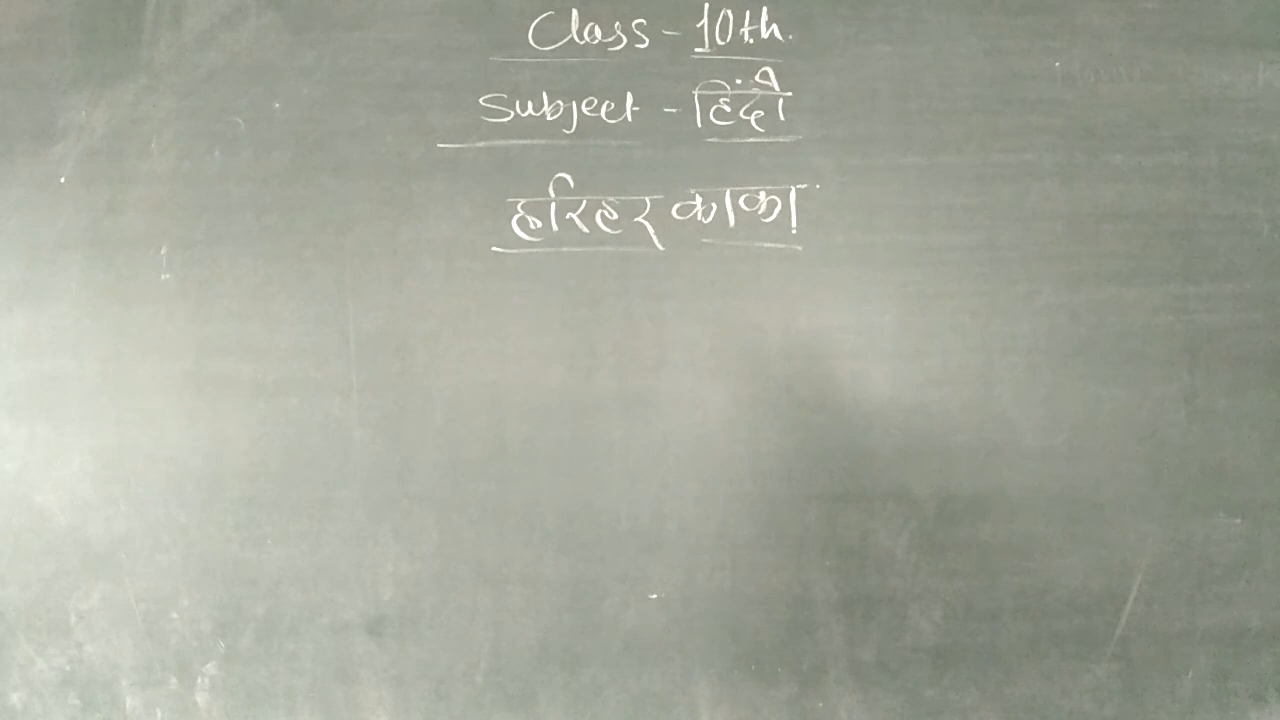 Class - 10th.
Subject - हिंदी
हरिहर काका